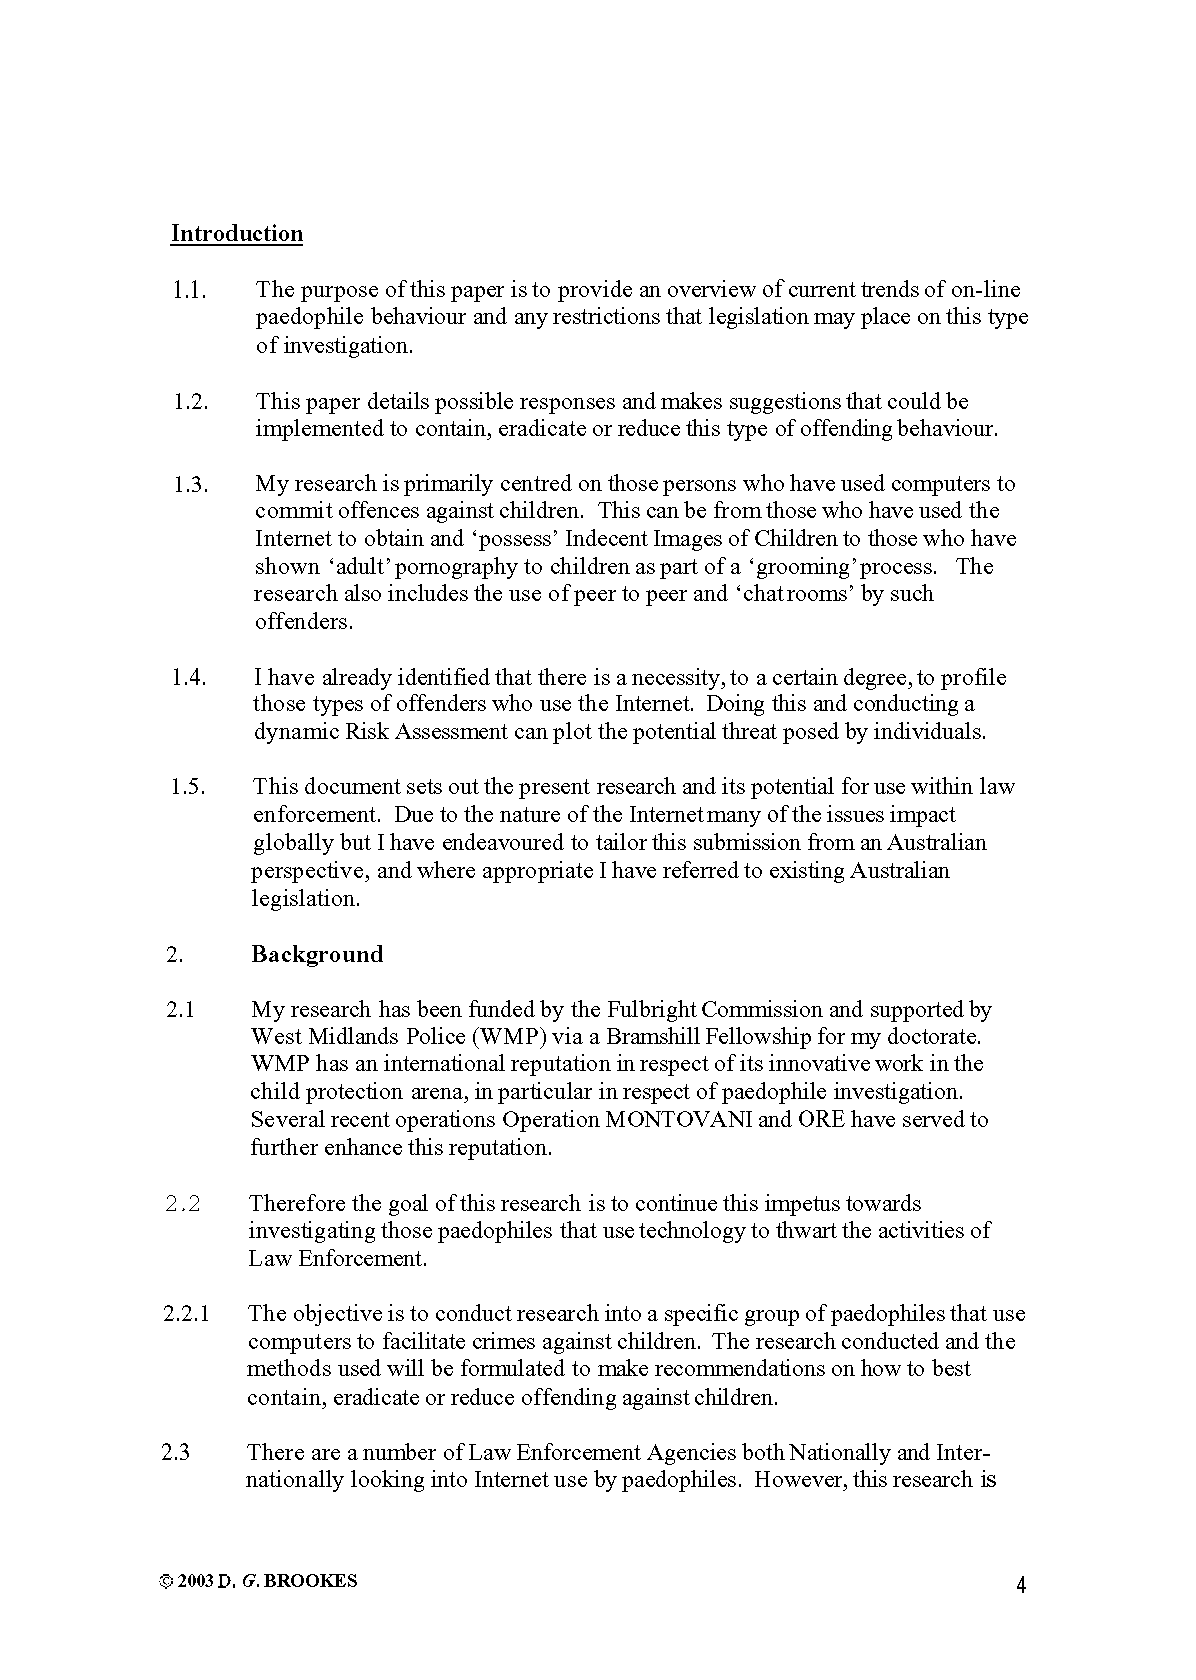 Introduction
1.1. The purpose of this paper is to provide an overview of current trends of on-line
paedophile behaviour and any restrictions that legislation may place on this type
of investigation.
1.2. This paper details possible responses and makes suggestions that could be
implemented to contain, eradicate or reduce this type of offending behaviour.
1.3. My research is primarily centred on those persons who have used computers to
commit offences against children. This can be from those who have used the
Internet to obtain and ‘possess’ Indecent Images of Children to those who have
shown ‘adult’ pornography to children as part of a ‘grooming’ process. The
research also includes the use of peer to peer and ‘chat rooms’ by such
offenders.
1.4. I have already identified that there is a necessity, to a certain degree, to profile
those types of offenders who use the Internet. Doing this and conducting a
dynamic Risk Assessment can plot the potential threat posed by individuals.
1.5. This document sets out the present research and its potential for use within law
enforcement. Due to the nature of the Internet many of the issues impact
globally but I have endeavoured to tailor this submission from an Australian
perspective, and where appropriate I have referred to existing Australian
legislation.
2. Background
2.1 My research has been funded by the Fulbright Commission and supported by
West Midlands Police (WMP) via a Bramshill Fellowship for my doctorate.
WMP has an international reputation in respect of its innovative work in the
child protection arena, in particular in respect of paedophile investigation.
Several recent operations Operation MONTOVANI and ORE have served to
further enhance this reputation.
2.2 Therefore the goal of this research is to continue this impetus towards
investigating those paedophiles that use technology to thwart the activities of
Law Enforcement.
2.2.1 The objective is to conduct research into a specific group of paedophiles that use
computers to facilitate crimes against children. The research conducted and the
methods used will be formulated to make recommendations on how to best
contain, eradicate or reduce offending against children.
2.3 There are a number of Law Enforcement Agencies both Nationally and Inter-
nationally looking into Internet use by paedophiles. However, this research is
© 2003 D. G. BROOKES 4